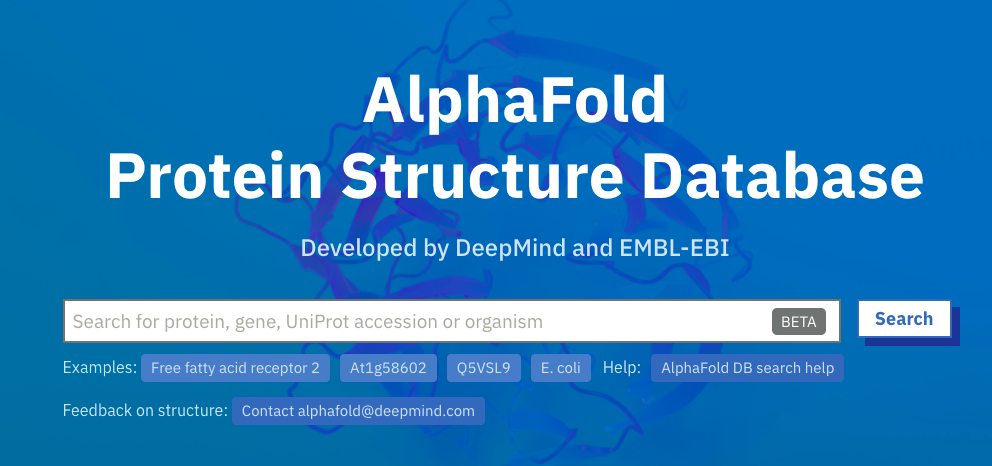 AlphaFold
Protein Structure Database
Developed by DeepMind and EMBL-EBI
Search for protein, gene, UniProt accession or organism BETA Search
Examples: Free fatty acid receptor 2 At1g58602 Q5VSL9 E. coli Help: AlphaFold DB search help
Feedback on structure: Contact alphafold@deepmind.com